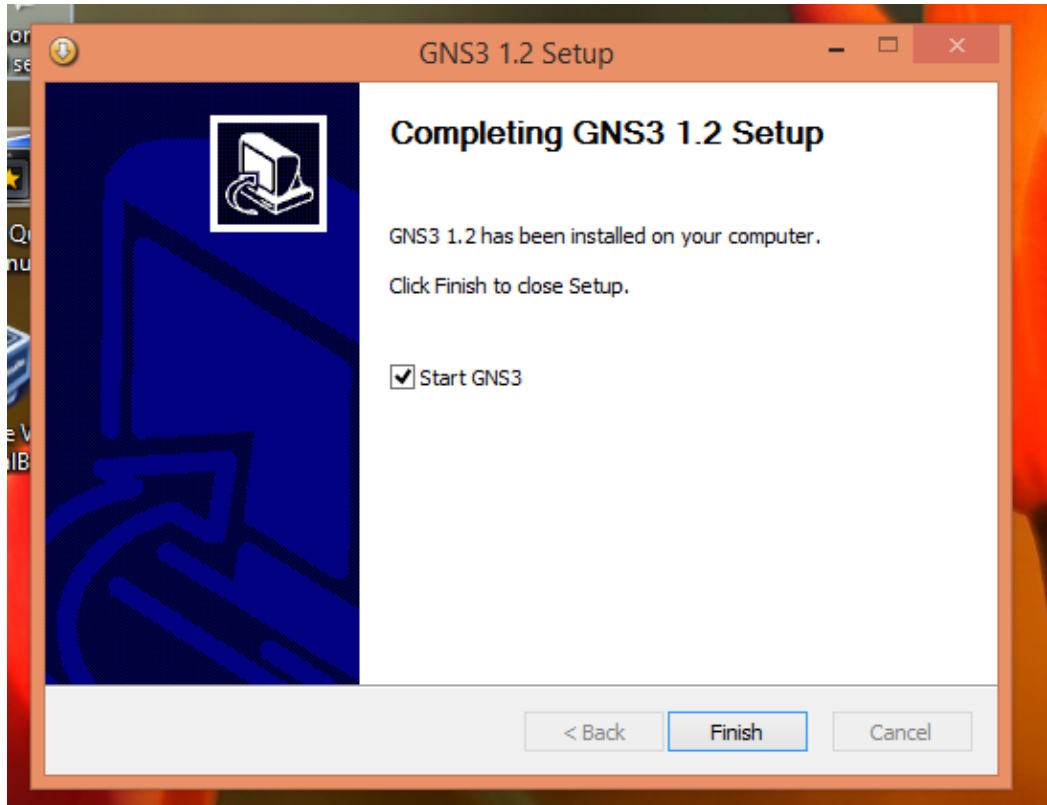 GNS3 1.2 Setup
Completing GNS3 1.2 Setup
GNS3 1.2 has been installed on your computer.
Click Finish to close Setup.
Start GNS3
< Back
Finish
Cancel